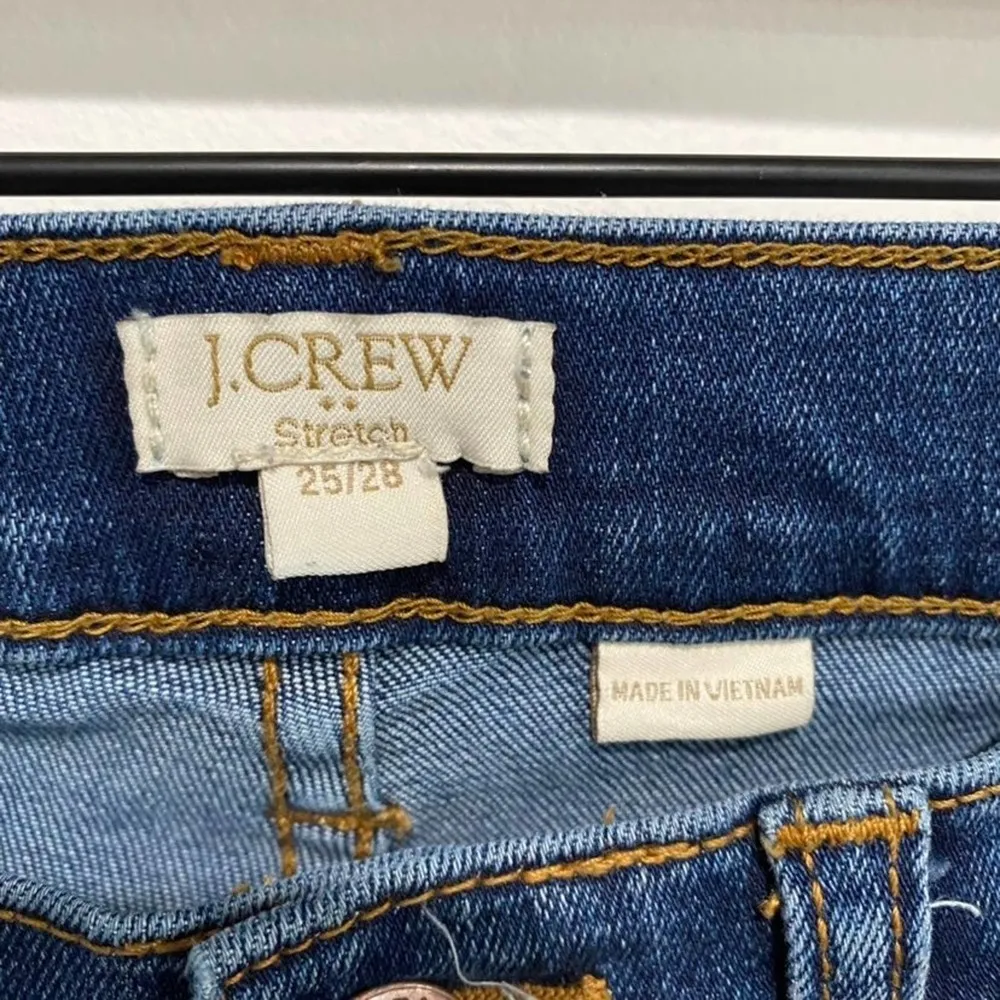 J.CREW
Stretch
25/28
MADE IN VIETNAM